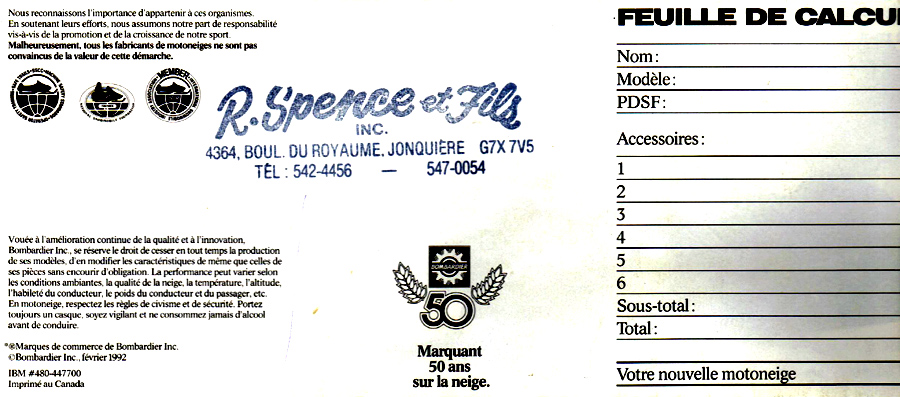 Nous reconnaissons l'importance d'appartenir à ces organismes.
En soutenant leurs efforts, nous assumons notre part de responsabilité
vis-à-vis de la promotion et de la croissance de notre sport.
Malheureusement, tous les fabricants de motoneiges ne sont pas
convaincus de la valeur de cette démarche.
MEMBER
R. Spence et Fils
INC.
4364, BOUL. DU ROYAUME, JONQUIÈRE G7X 7V5
TÉL : 542-4456 — 547-0054
Vouée à l'amélioration continue de la qualité et à l'innovation,
Bombardier Inc., se réserve le droit de cesser en tout temps la production
de ses modèles, d'en modifier les caractéristiques de même que celles de
ses pièces sans encourir d'obligation. La performance peut varier selon
les conditions ambiantes, la qualité de la neige, la température, l'altitude,
l'habileté du conducteur, le poids du conducteur et du passager, etc.
En motoneige, respectez les règles de civisme et de sécurité. Portez
toujours un casque, soyez vigilant et ne consommez jamais d'alcool
avant de conduire.
*®Marques de commerce de Bombardier Inc.
©Bombardier Inc., février 1992
IBM #480-447700
Imprimé au Canada
BOMBARDIER
50
Marquant
50 ans
sur la neige.
FEUILLE DE CALCU
Nom :
Modèle :
PDSF :
Accessoires :
1
2
3
4
5
6
Sous-total :
Total :
Votre nouvelle motoneige